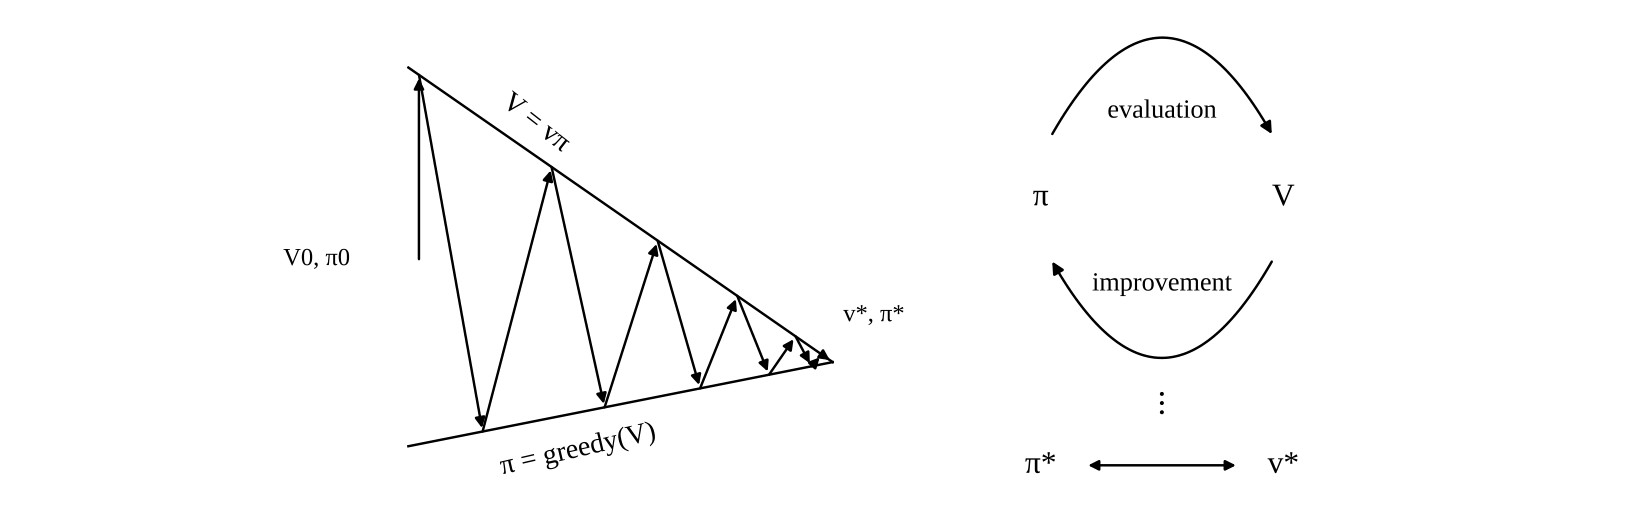 V = vπ
V0, π0
v*, π*
π = greedy(V)
evaluation
π
V
improvement
⋮
π*
v*